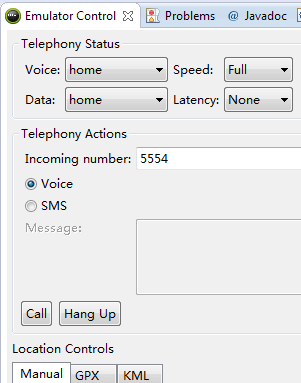 Emulator Control Problems @ Javadoc
Telephony Status
Voice: home Speed: Full
Data: home Latency: None
Telephony Actions
Incoming number: 5554
Voice
SMS
Message:
Call Hang Up
Location Controls
Manual GPX KML